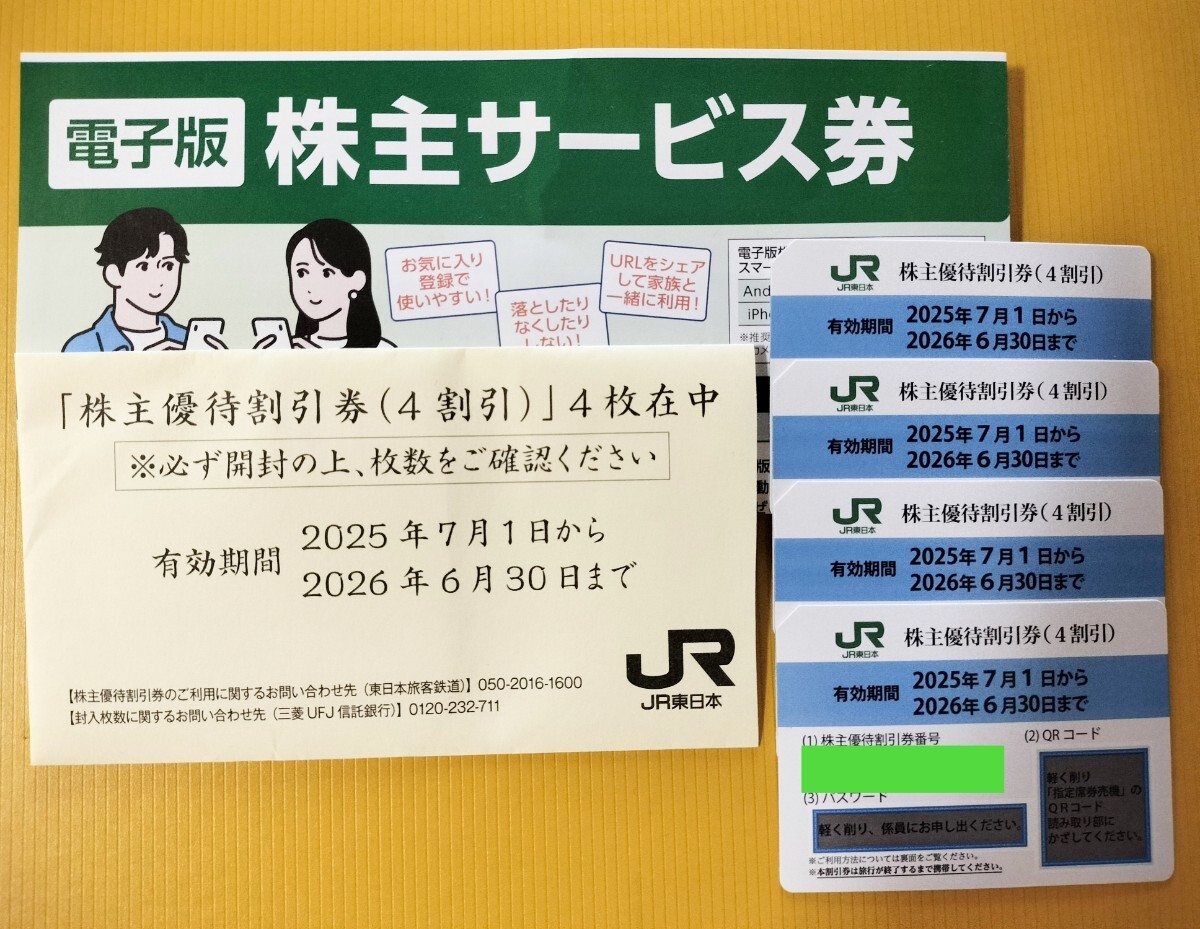 電子版 株主サービス券
お気に入り
登録で
使いやすい!
落としたり
なくしたり
しない!
URLをシェア
して家族と
一緒に利用!
電子版
スマー
And
iPh
※推奨
「株主優待割引券(4割引)」4枚在中
※必ず開封の上、枚数をご確認ください
有効期間 2025年7月1日から
2026年6月30日まで
JR
JR東日本
【株主優待割引券のご利用に関するお問い合わせ先(東日本旅客鉄道)】050-2016-1600
【封入枚数に関するお問い合わせ先(三菱UFJ信託銀行)】0120-232-711
JR
JR東日本
株主優待割引券(4割引)
有効期間 2025年7月1日から
2026年6月30日まで
JR
JR東日本
株主優待割引券(4割引)
有効期間 2025年7月1日から
2026年6月30日まで
JR
JR東日本
株主優待割引券(4割引)
有効期間 2025年7月1日から
2026年6月30日まで
JR
JR東日本
株主優待割引券(4割引)
有効期間 2025年7月1日から
2026年6月30日まで
(1) 株主優待割引券番号
(2) QRコード
軽く削り
「指定席券売機」の
QRコード
読み取り部に
かざしてください。
(3) パスワード
軽く削り、係員にお申し出ください。
※ご利用方法については裏面をご覧ください。
※本割引券は旅行が終了するまで携帯してください。